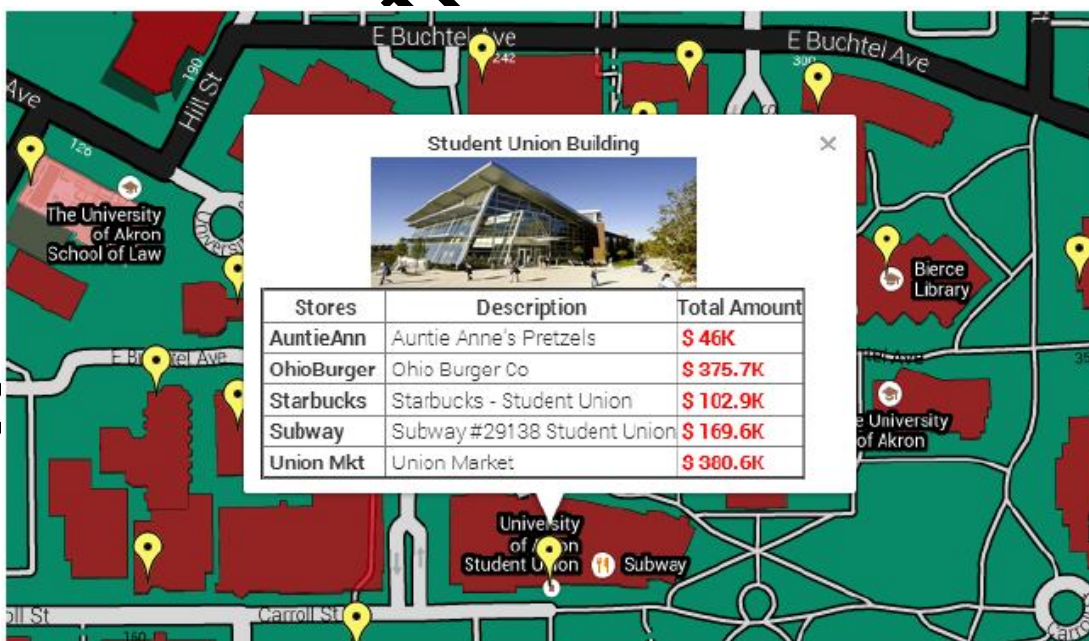 E Buchtel Ave
242
E Buchtel Ave
300
190
Hill St
Ave
126
The University
of Akron
School of Law
Student Union Building
×
Stores Description Total Amount
AuntieAnn Auntie Anne's Pretzels $ 46K
OhioBurger Ohio Burger Co $ 375.7K
Starbucks Starbucks - Student Union $ 102.9K
Subway Subway #29138 Student Union $ 169.6K
Union Mkt Union Market $ 380.6K
Bierce
Library
E Buchtel Ave
University
of Akron
University
of Akron
Student Union
Subway
Carroll St
160